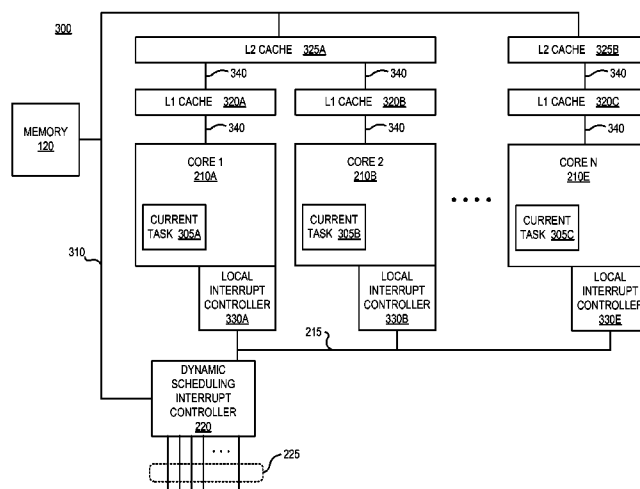 300
L2 CACHE 325A
L2 CACHE 325B
340
340
340
L1 CACHE 320A
L1 CACHE 320B
L1 CACHE 320C
340
340
340
MEMORY
120
CORE 1
210A
CORE 2
210B
CORE N
210E
CURRENT
TASK 305A
CURRENT
TASK 305B
CURRENT
TASK 305C
310
LOCAL
INTERRUPT
CONTROLLER
330A
LOCAL
INTERRUPT
CONTROLLER
330B
LOCAL
INTERRUPT
CONTROLLER
330E
215
DYNAMIC
SCHEDULING
INTERRUPT
CONTROLLER
220
225